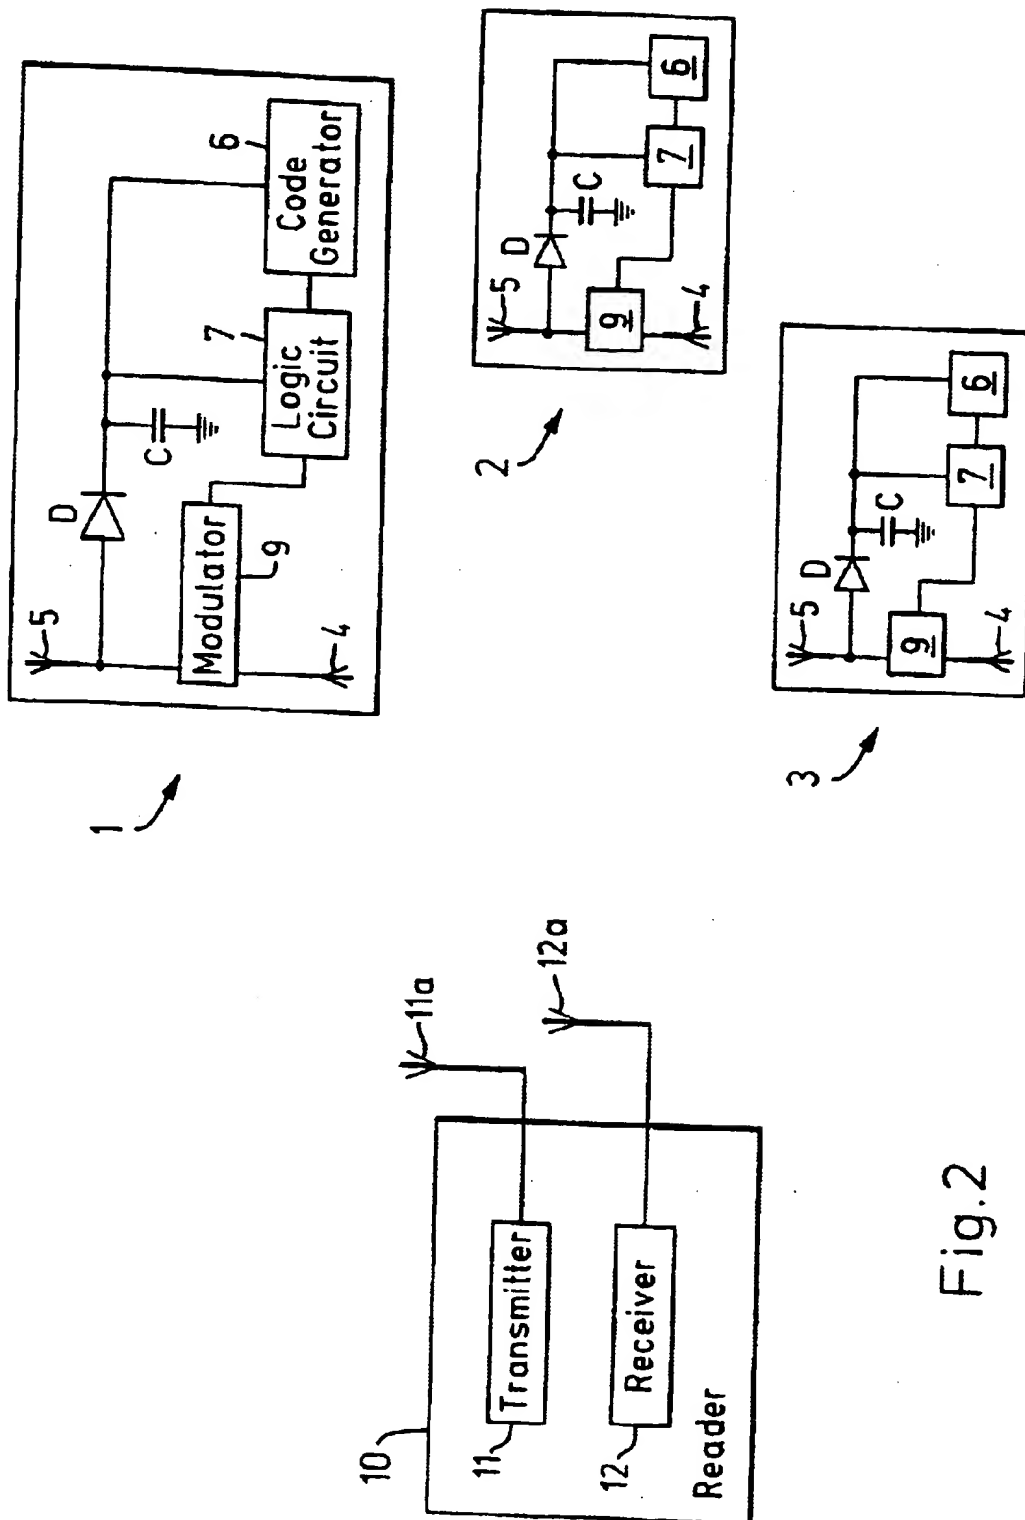 10
11
Transmitter
11a
12
Receiver
12a
Reader
1
5
D
C
Modulator
9
4
7
Logic
Circuit
6
Code
Generator
2
5
D
C
9
4
7
6
3
5
D
C
9
4
7
6
Fig.2